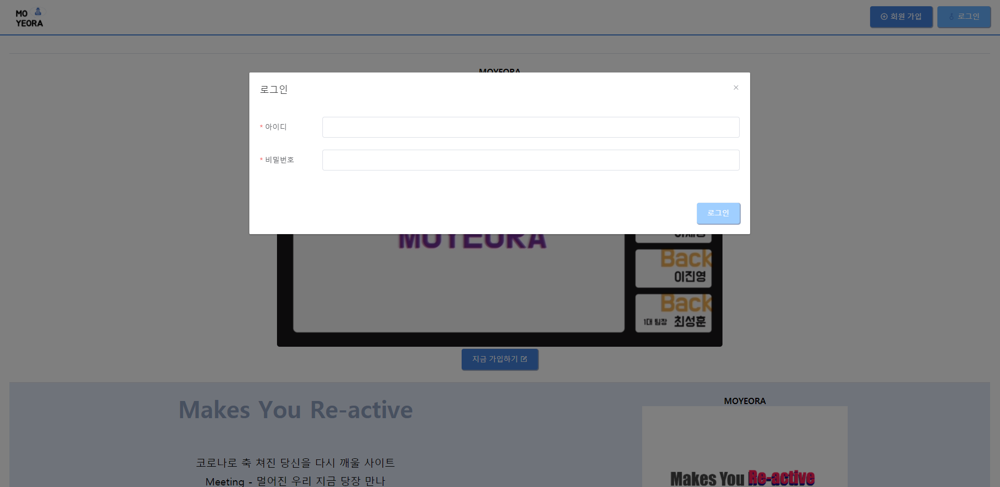 MO
YEORA
회원 가입
로그인
MOYEORA
로그인
* 아이디
* 비밀번호
로그인
MOYEORA
Back
이진영
Back
1대 팀장 최성훈
지금 가입하기
Makes You Re-active
코로나로 축 쳐진 당신을 다시 깨울 사이트
Meeting - 멀어진 우리 지금 당장 만나
MOYEORA
Makes You Re-active